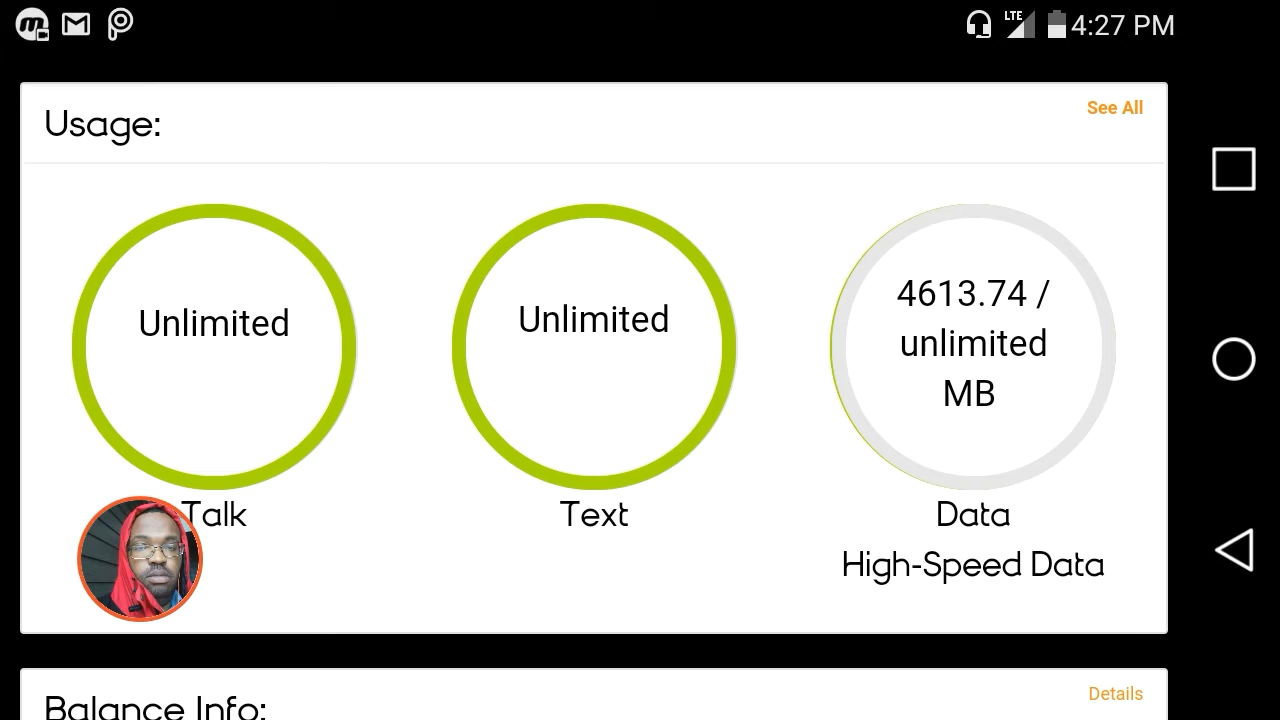 LTE 4:27 PM
Usage:
See All
Unlimited
Unlimited
4613.74 /
unlimited
MB
Talk
Text
Data
High-Speed Data
Balance Info:
Details